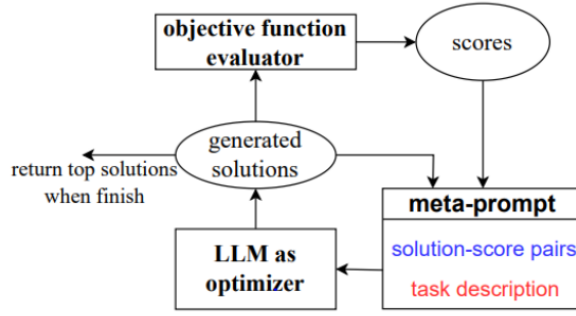 objective function
evaluator
scores
generated
solutions
return top solutions
when finish
meta-prompt
solution-score pairs
task description
LLM as
optimizer